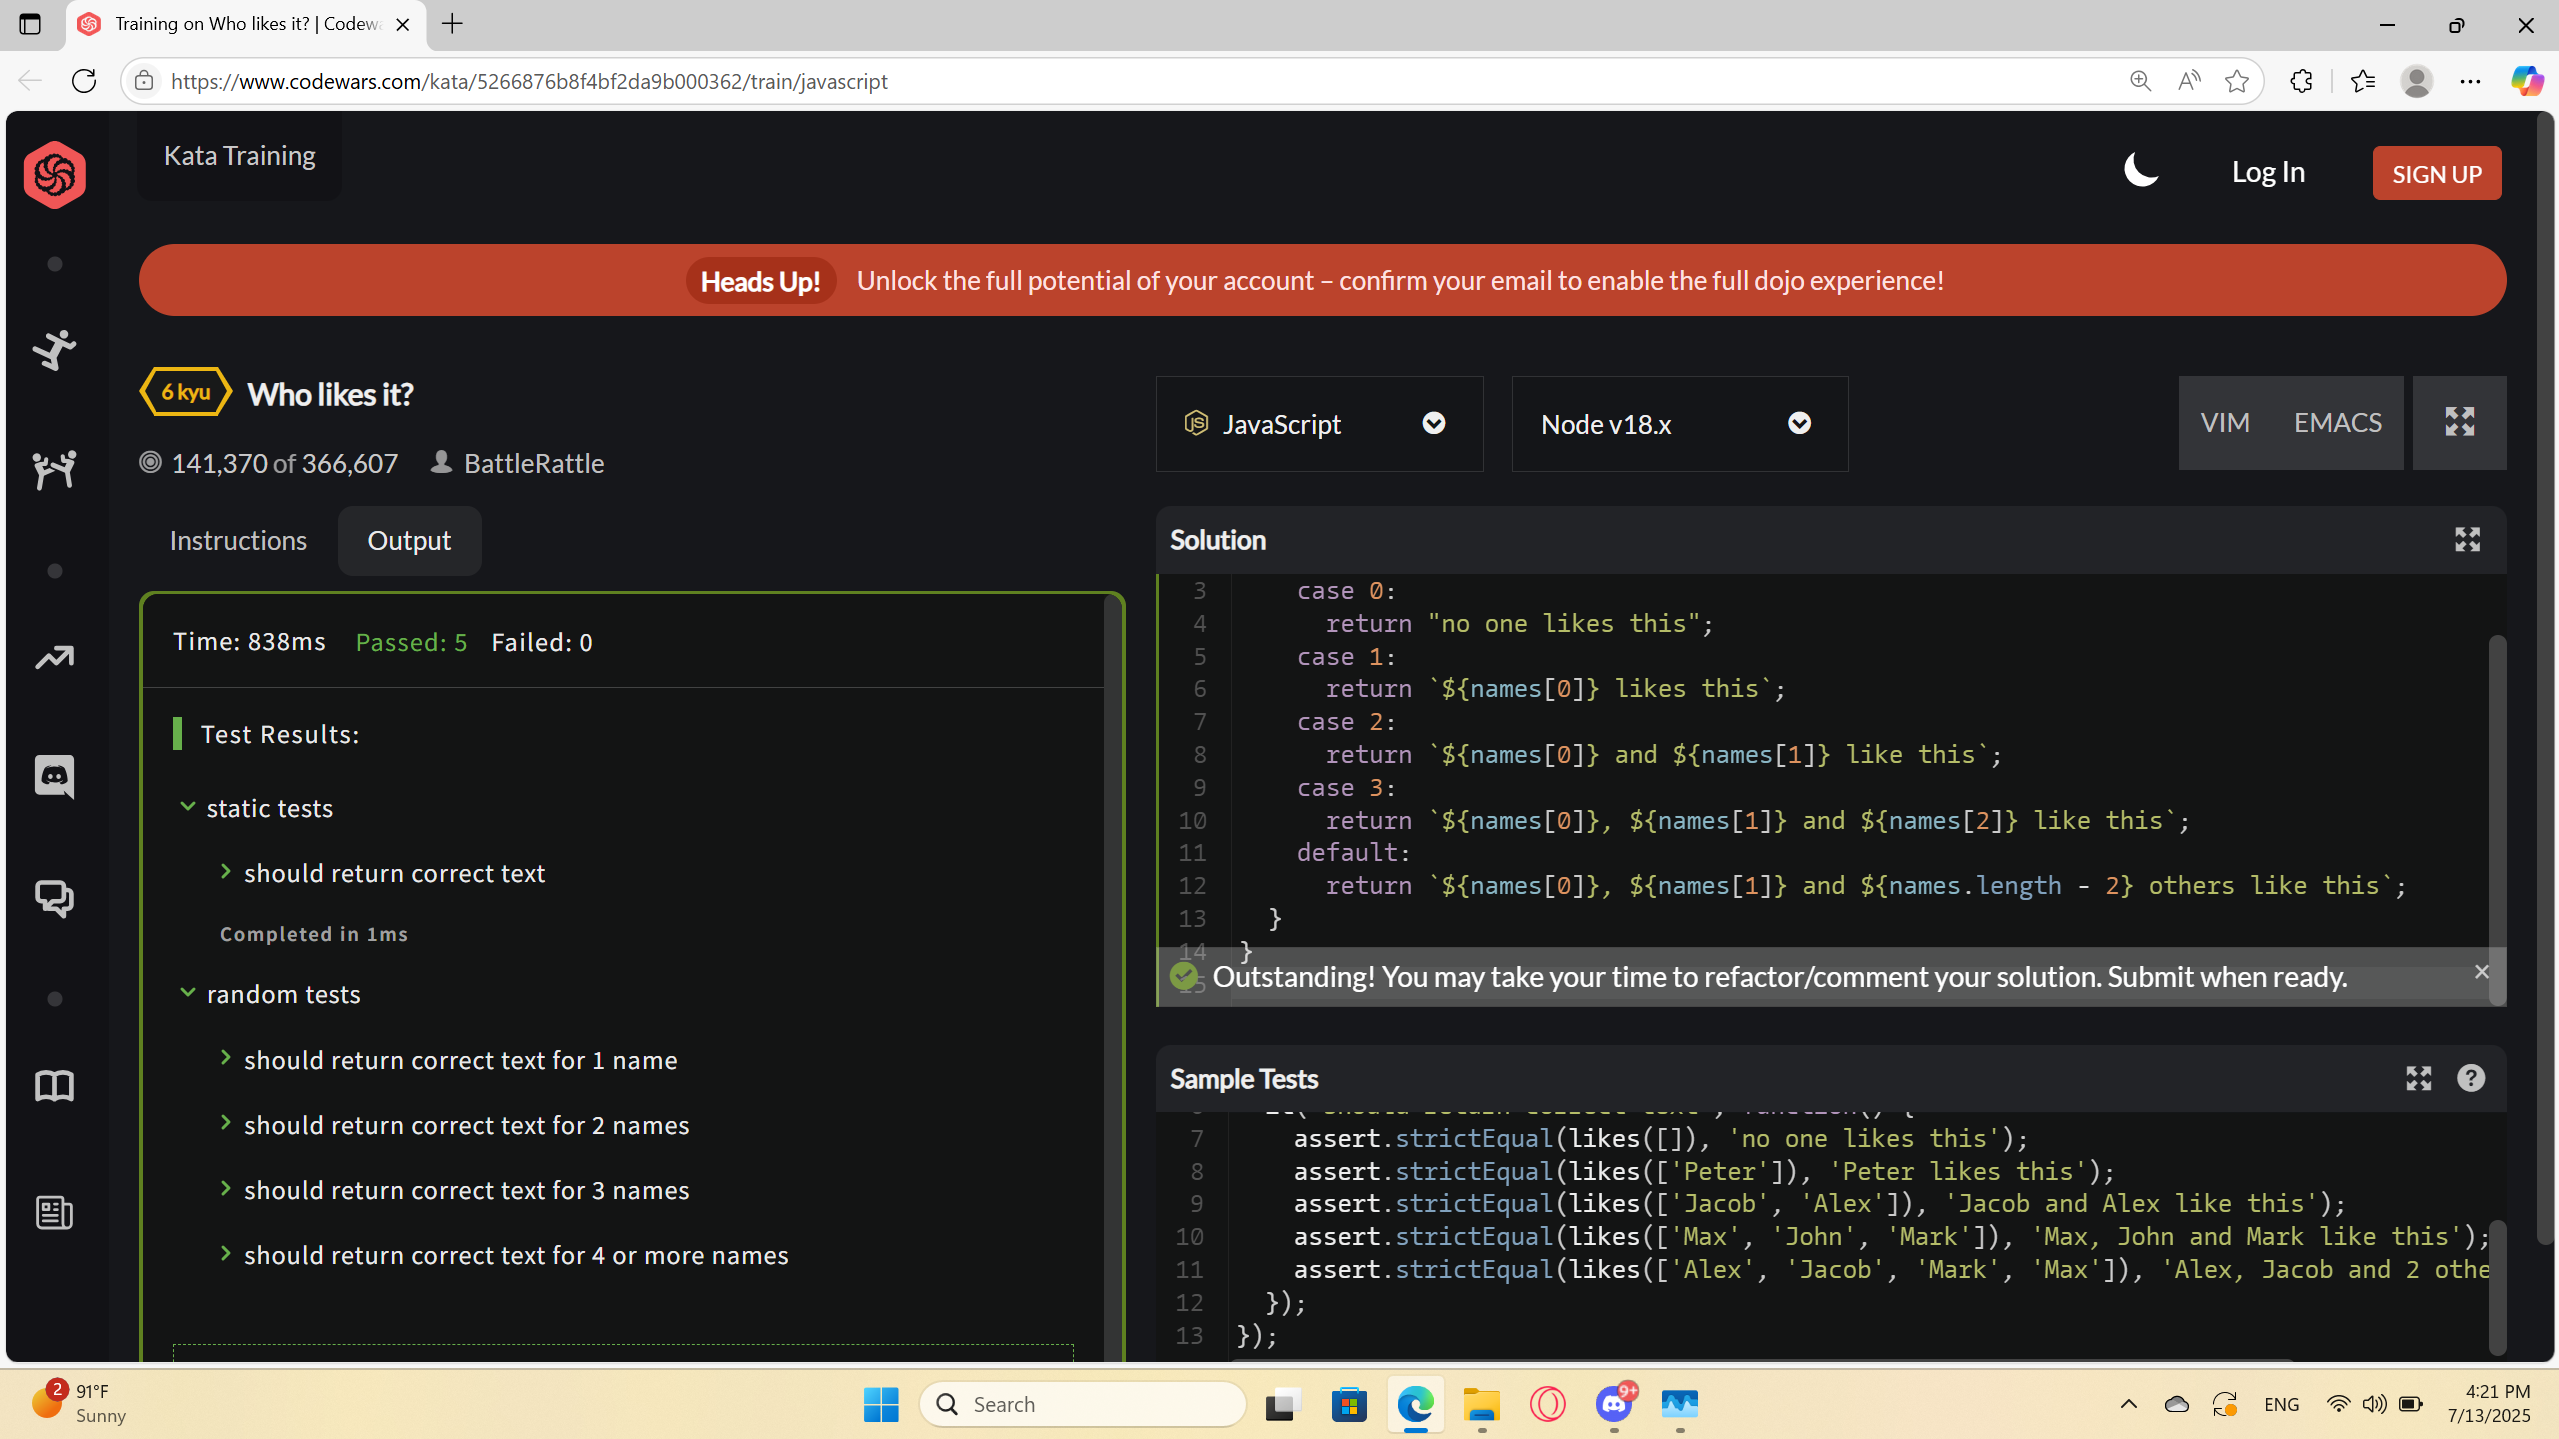 Training on Who likes it? | Codew
https://www.codewars.com/kata/5266876b8f4bf2da9b000362/train/javascript
Kata Training
Log In
SIGN UP
Heads Up! Unlock the full potential of your account – confirm your email to enable the full dojo experience!
6 kyu Who likes it?
141,370 of 366,607 BattleRattle
JavaScript
Node v18.x
VIM EMACS
Instructions Output
Time: 838ms Passed: 5 Failed: 0
Test Results:
static tests
should return correct text
Completed in 1ms
random tests
should return correct text for 1 name
should return correct text for 2 names
should return correct text for 3 names
should return correct text for 4 or more names
Solution
3 case 0:
4 return "no one likes this";
5 case 1:
6 return `${names[0]} likes this`;
7 case 2:
8 return `${names[0]} and ${names[1]} like this`;
9 case 3:
10 return `${names[0]}, ${names[1]} and ${names[2]} like this`;
11 default:
12 return `${names[0]}, ${names[1]} and ${names.length - 2} others like this`;
13 }
14 }
15
Outstanding! You may take your time to refactor/comment your solution. Submit when ready.
Sample Tests
7 assert.strictEqual(likes([]), 'no one likes this');
8 assert.strictEqual(likes(['Peter']), 'Peter likes this');
9 assert.strictEqual(likes(['Jacob', 'Alex']), 'Jacob and Alex like this');
10 assert.strictEqual(likes(['Max', 'John', 'Mark']), 'Max, John and Mark like this');
11 assert.strictEqual(likes(['Alex', 'Jacob', 'Mark', 'Max']), 'Alex, Jacob and 2 othe
12 });
13 });
2
91°F
Sunny
Search
9+
ENG
4:21 PM
7/13/2025